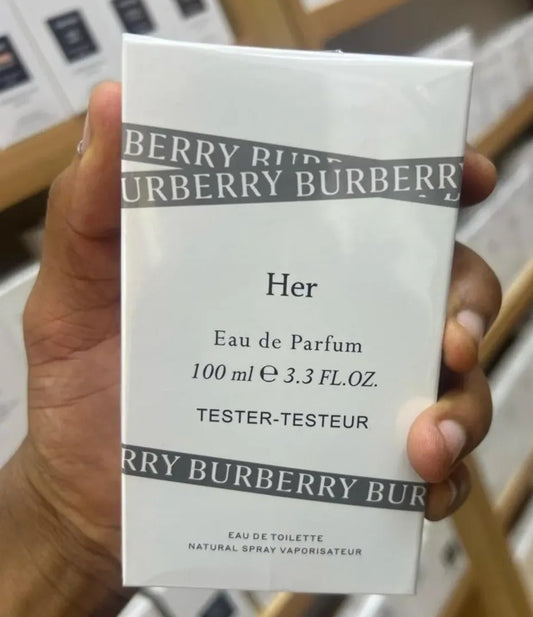 BERRY BURB
URBERRY BURBERRY
Her
Eau de Parfum
100 ml ℮ 3.3 FL.OZ.
TESTER-TESTEUR
RRY BURBERRY BUR
EAU DE TOILETTE
NATURAL SPRAY VAPORISATEUR